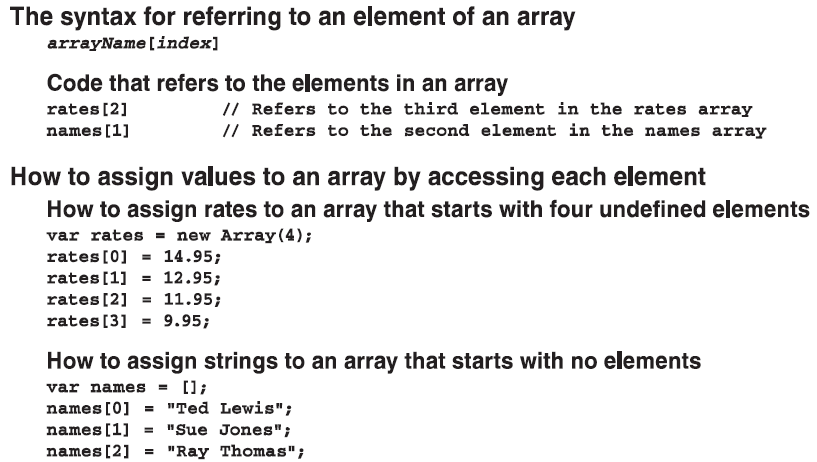 The syntax for referring to an element of an array
arrayName[index]
Code that refers to the elements in an array
rates[2] // Refers to the third element in the rates array
names[1] // Refers to the second element in the names array
How to assign values to an array by accessing each element
How to assign rates to an array that starts with four undefined elements
var rates = new Array(4);
rates[0] = 14.95;
rates[1] = 12.95;
rates[2] = 11.95;
rates[3] = 9.95;
How to assign strings to an array that starts with no elements
var names = [];
names[0] = "Ted Lewis";
names[1] = "Sue Jones";
names[2] = "Ray Thomas";